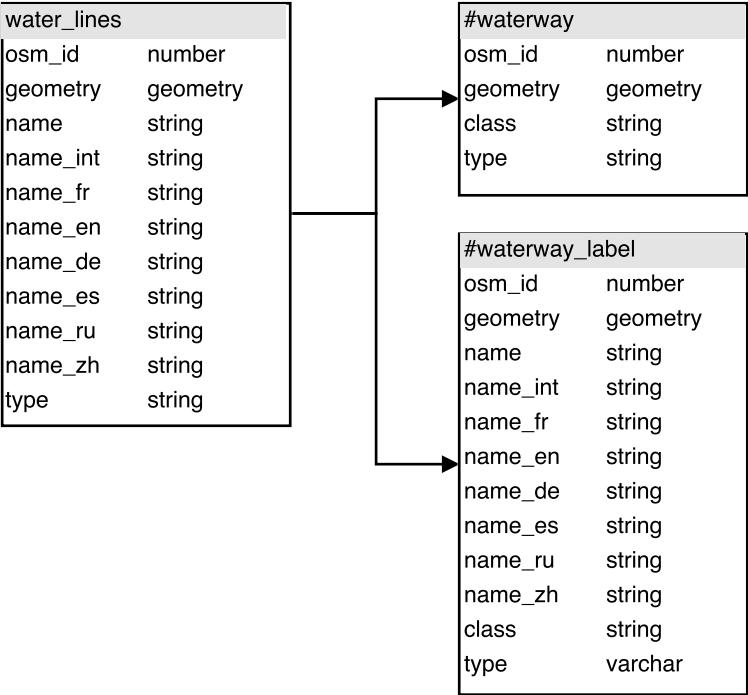 water_lines
osm_id number
geometry geometry
name string
name_int string
name_fr string
name_en string
name_de string
name_es string
name_ru string
name_zh string
type string
#waterway
osm_id number
geometry geometry
class string
type string
#waterway_label
osm_id number
geometry geometry
name string
name_int string
name_fr string
name_en string
name_de string
name_es string
name_ru string
name_zh string
class string
type varchar